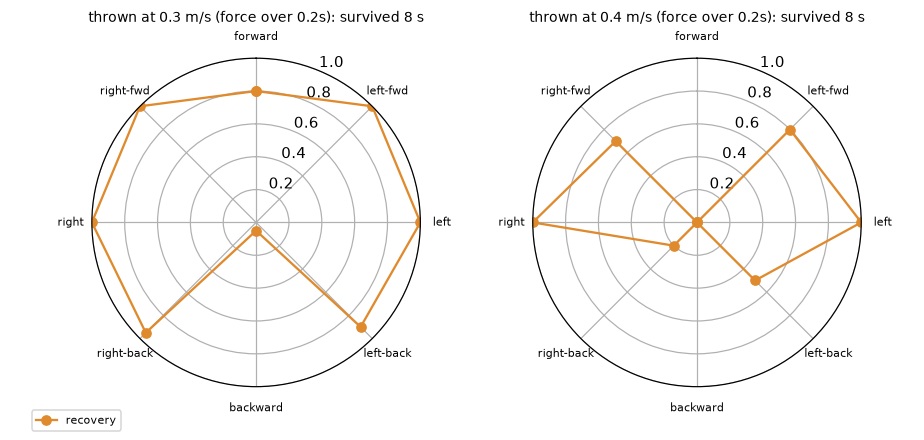 thrown at 0.3 m/s (force over 0.2s): survived 8 s
forward
1.0
right-fwd
left-fwd
0.8
0.6
0.4
0.2
right
left
right-back
left-back
backward
recovery
thrown at 0.4 m/s (force over 0.2s): survived 8 s
forward
1.0
right-fwd
left-fwd
0.8
0.6
0.4
0.2
right
left
right-back
left-back
backward